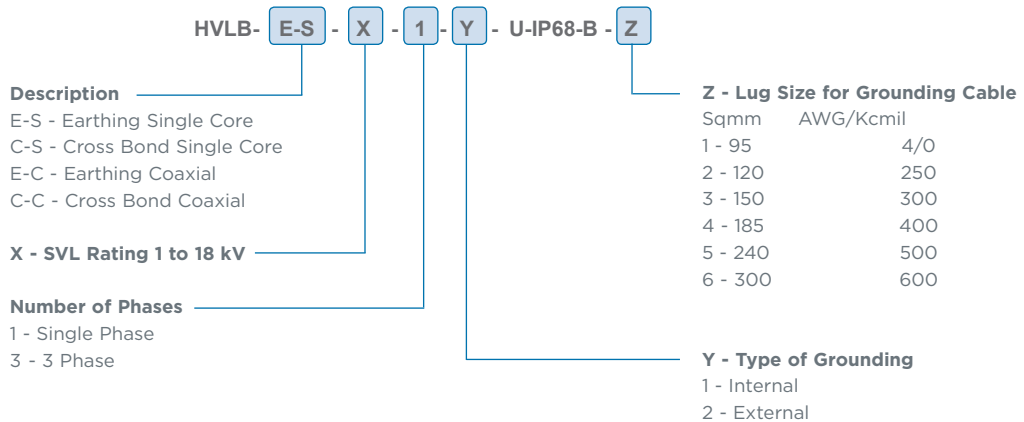 HVLB- E-S - X - 1 - Y - U-IP68-B - Z
Description
E-S - Earthing Single Core
C-S - Cross Bond Single Core
E-C - Earthing Coaxial
C-C - Cross Bond Coaxial
X - SVL Rating 1 to 18 kV
Number of Phases
1 - Single Phase
3 - 3 Phase
Z - Lug Size for Grounding Cable
Sqmm AWG/Kcmil
1 - 95 4/0
2 - 120 250
3 - 150 300
4 - 185 400
5 - 240 500
6 - 300 600
Y - Type of Grounding
1 - Internal
2 - External